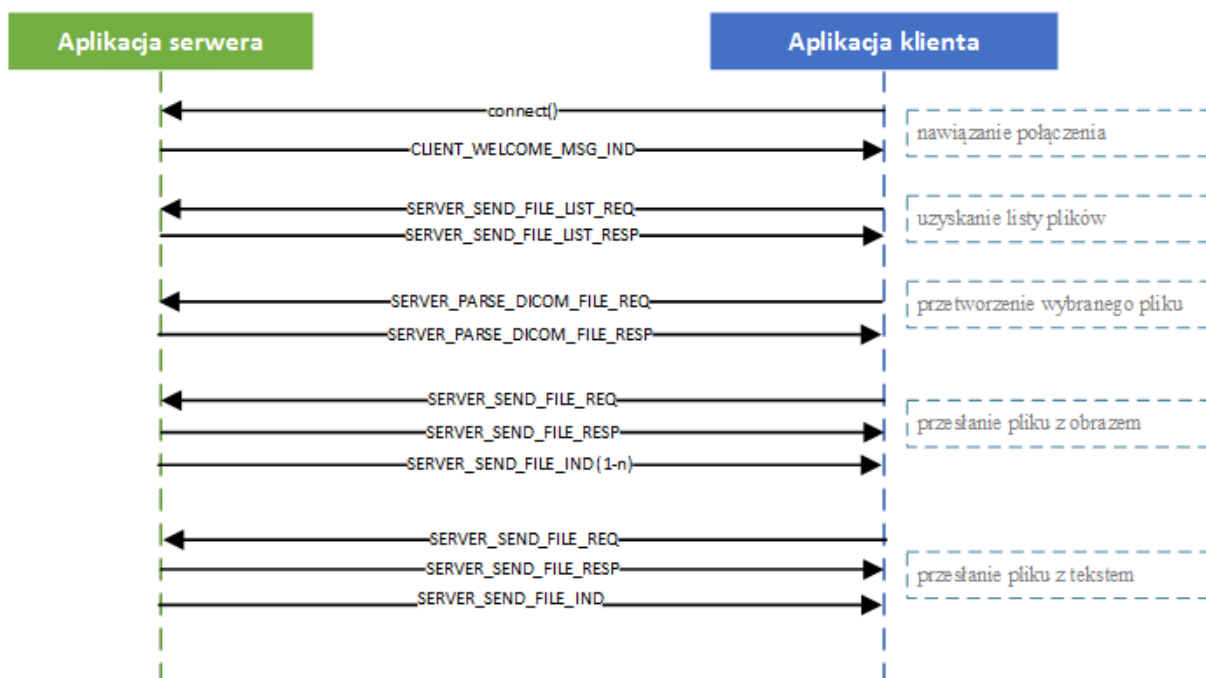 Aplikacja serwera
Aplikacja klienta
connect()
nawiązanie połączenia
CLIENT_WELCOME_MSG_IND
SERVER_SEND_FILE_LIST_REQ
uzyskanie listy plików
SERVER_SEND_FILE_LIST_RESP
SERVER_PARSE_DICOM_FILE_REQ
przetworzenie wybranego pliku
SERVER_PARSE_DICOM_FILE_RESP
SERVER_SEND_FILE_REQ
przesłanie pliku z obrazem
SERVER_SEND_FILE_RESP
SERVER_SEND_FILE_IND (1-n)
SERVER_SEND_FILE_REQ
SERVER_SEND_FILE_RESP
przesłanie pliku z tekstem
SERVER_SEND_FILE_IND